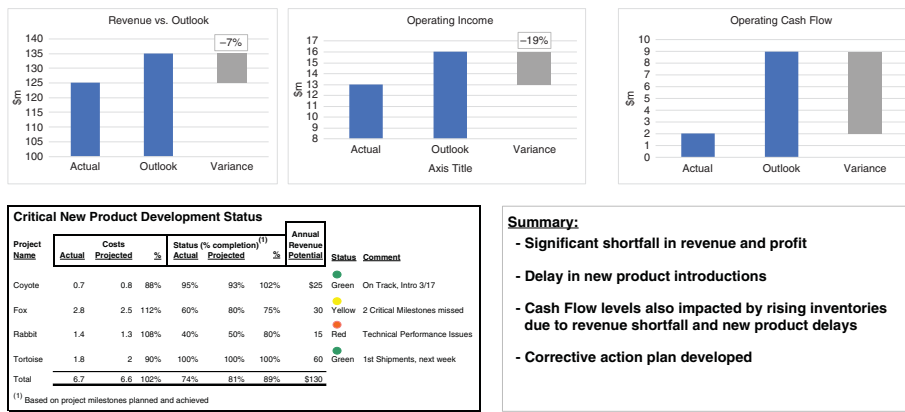 Revenue vs. Outlook
140
135
130
125
120
115
110
105
100
$m
–7%
Actual Outlook Variance
Operating Income
17
16
15
14
13
12
11
10
9
8
$m
–19%
Actual Outlook Variance
Axis Title
Operating Cash Flow
10
9
8
7
6
5
4
3
2
1
0
$m
Actual Outlook Variance
Critical New Product Development Status
Annual
Project Costs Status (% completion)(1) Revenue
Name Actual Projected % Actual Projected % Potential Status Comment
Coyote 0.7 0.8 88% 95% 93% 102% $25 Green On Track, Intro 3/17
Fox 2.8 2.5 112% 60% 80% 75% 30 Yellow 2 Critical Milestones missed
Rabbit 1.4 1.3 108% 40% 50% 80% 15 Red Technical Performance Issues
Tortoise 1.8 2 90% 100% 100% 100% 60 Green 1st Shipments, next week
Total 6.7 6.6 102% 74% 81% 89% $130
(1) Based on project milestones planned and achieved
Summary:
- Significant shortfall in revenue and profit
- Delay in new product introductions
- Cash Flow levels also impacted by rising inventories
due to revenue shortfall and new product delays
- Corrective action plan developed